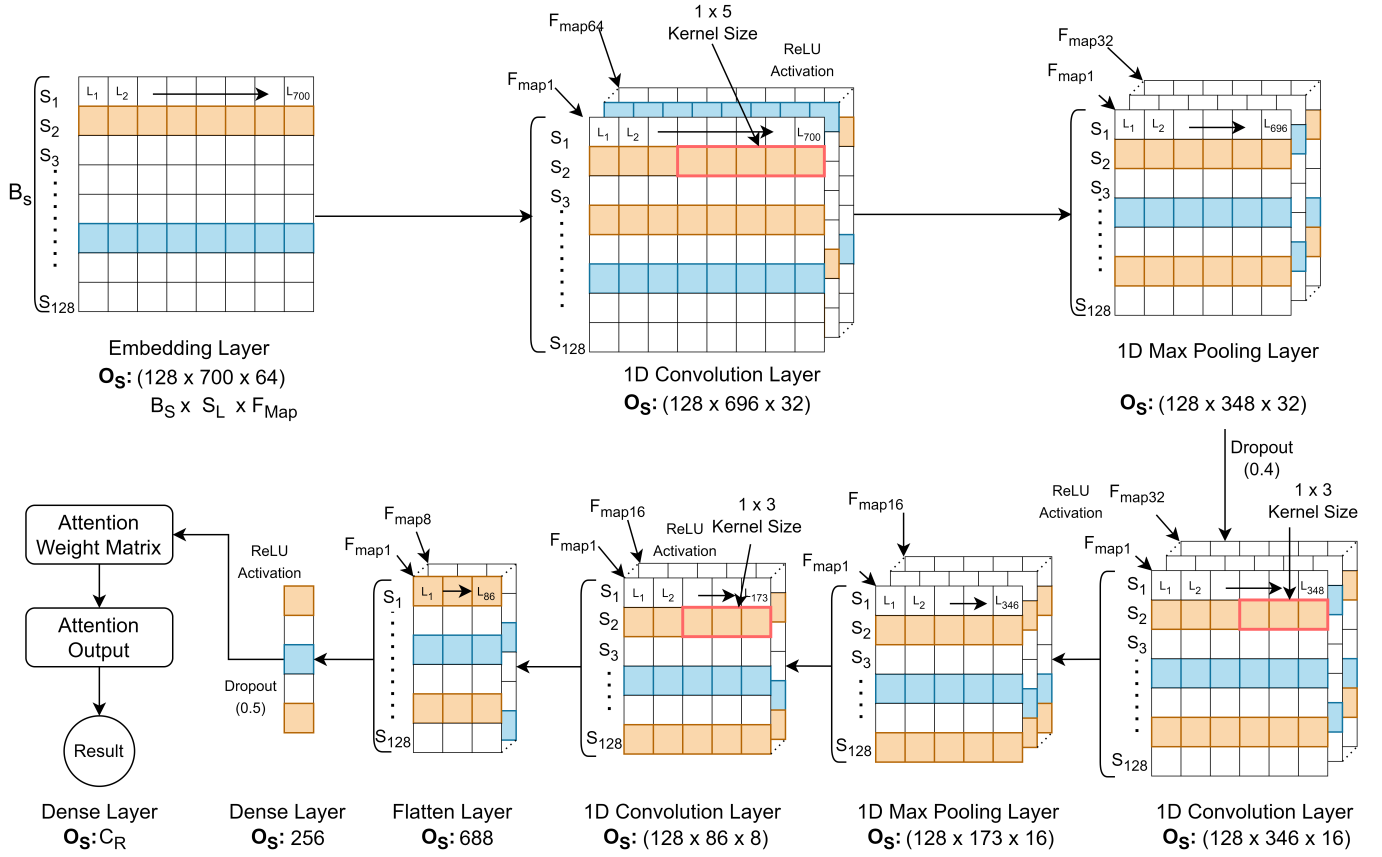 B_S
S_1
S_2
S_3
S_128
L_1 L_2 L_700
Embedding Layer
O_S: (128 x 700 x 64)
B_S x S_L x F_Map
F_map64
F_map1
1 x 5
Kernel Size
ReLU
Activation
S_1
S_2
S_3
S_128
L_1 L_2 L_700
1D Convolution Layer
O_S: (128 x 696 x 32)
F_map32
F_map1
S_1
S_2
S_3
S_128
L_1 L_2 L_696
1D Max Pooling Layer
O_S: (128 x 348 x 32)
Dropout
(0.4)
ReLU
Activation
F_map32
F_map1
1 x 3
Kernel Size
S_1
S_2
S_3
S_128
L_1 L_2 L_348
1D Convolution Layer
O_S: (128 x 346 x 16)
F_map16
F_map1
S_1
S_2
S_3
S_128
L_1 L_2 L_346
1D Max Pooling Layer
O_S: (128 x 173 x 16)
F_map16
F_map1
ReLU
Activation
1 x 3
Kernel Size
S_1
S_2
S_3
S_128
L_1 L_2 L_173
1D Convolution Layer
O_S: (128 x 86 x 8)
F_map8
F_map1
S_1
S_128
L_1 L_86
Flatten Layer
O_S: 688
ReLU
Activation
Dropout
(0.5)
Dense Layer
O_S: 256
Attention
Weight Matrix
Attention
Output
Result
Dense Layer
O_S: C_R